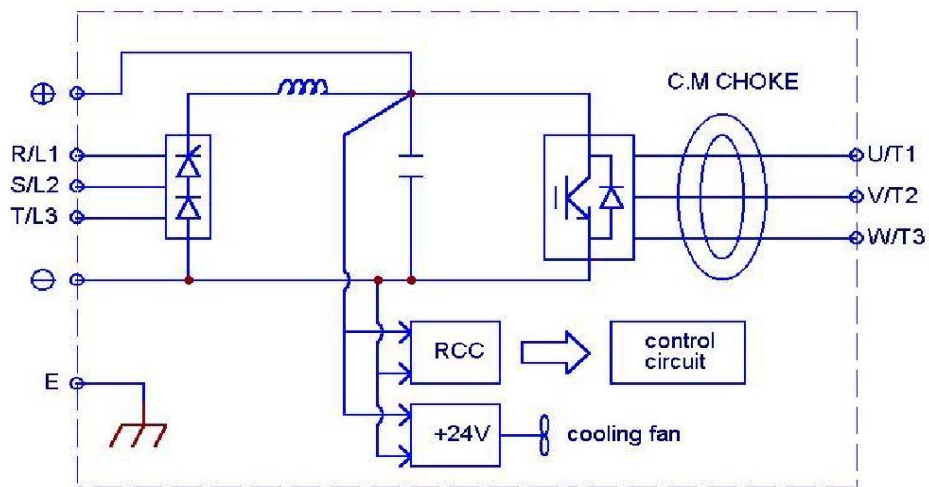 C.M CHOKE
R/L1
S/L2
T/L3
U/T1
V/T2
W/T3
RCC
control
circuit
E
+24V
cooling fan